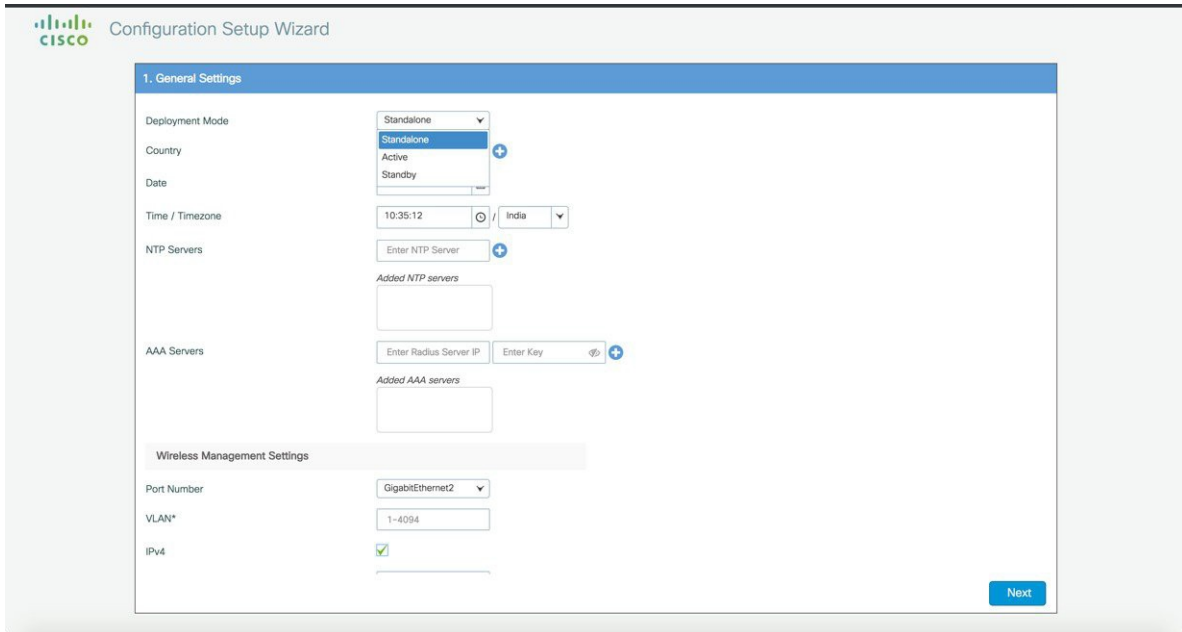 CISCO Configuration Setup Wizard
1. General Settings
Deployment Mode Standalone
Standalone
Country Active
Standby
Date
Time / Timezone 10:35:12 / India
NTP Servers Enter NTP Server
Added NTP servers
AAA Servers Enter Radius Server IP Enter Key
Added AAA servers
Wireless Management Settings
Port Number GigabitEthernet2
VLAN* 1-4094
IPv4
Next